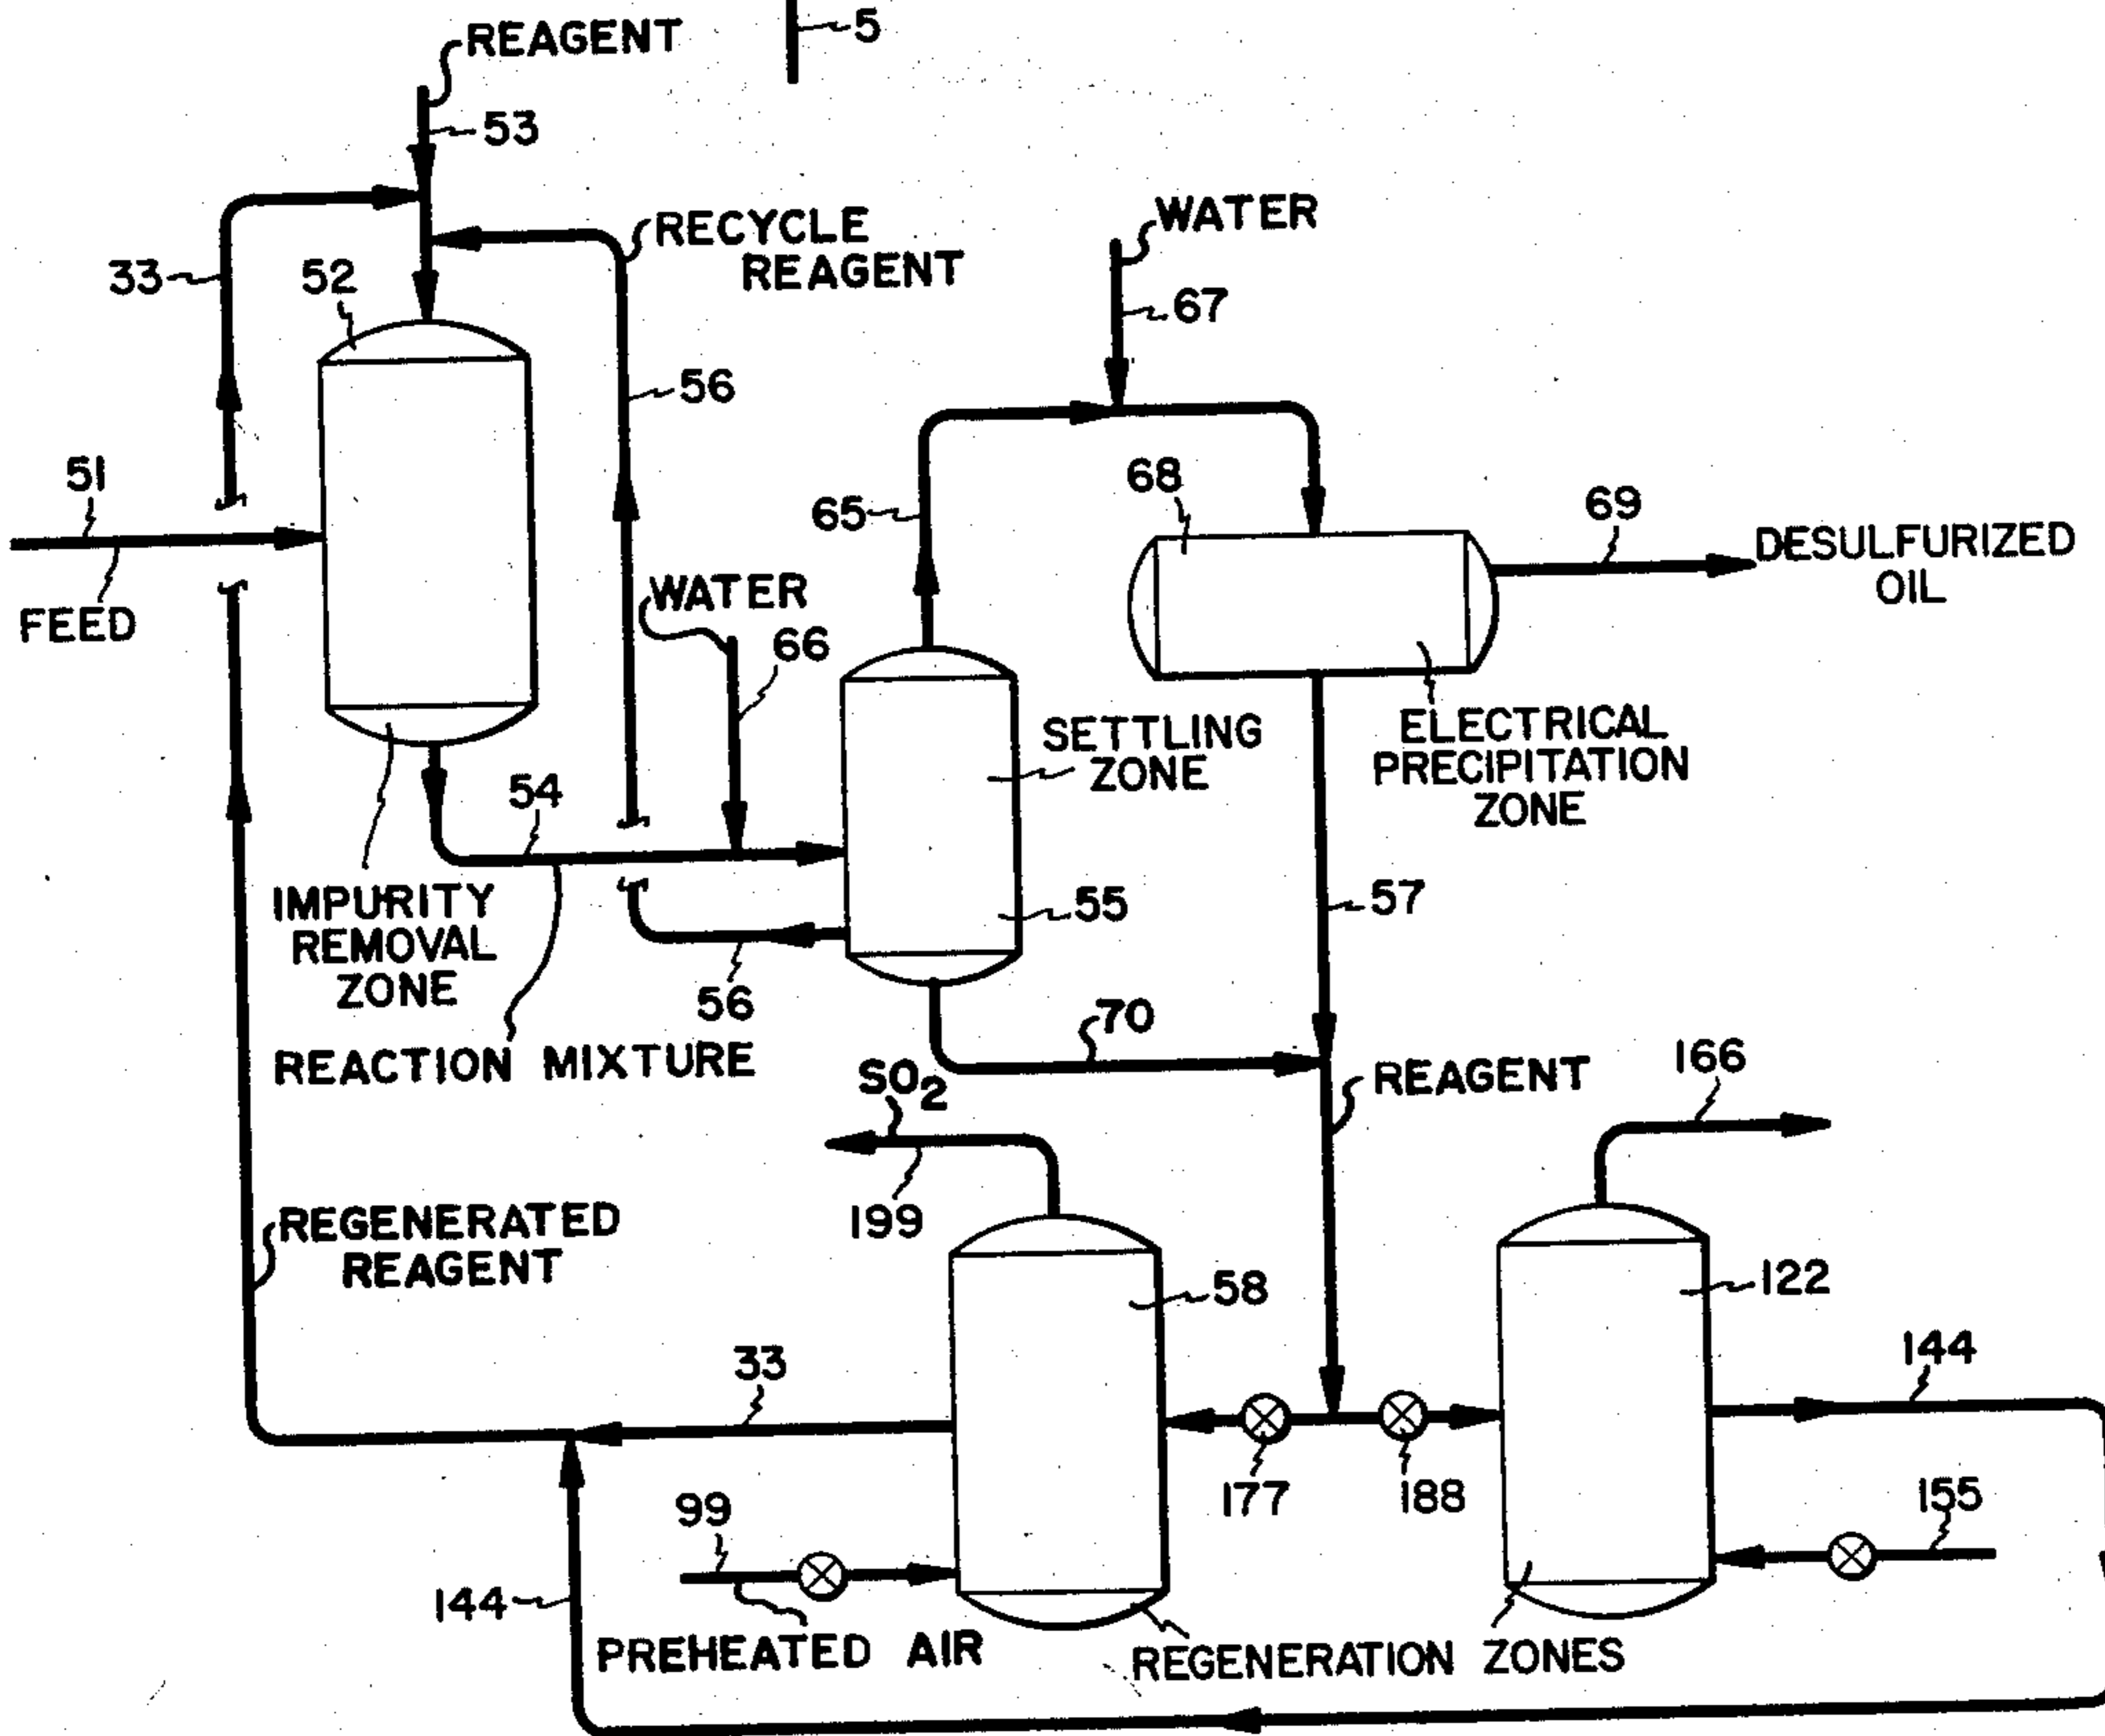 5
REAGENT
53
RECYCLE
REAGENT
WATER
67
33
52
56
51
FEED
65
68
69
DESULFURIZED
OIL
WATER
66
SETTLING
ZONE
ELECTRICAL
PRECIPITATION
ZONE
54
IMPURITY
REMOVAL
ZONE
55
57
56
70
REACTION MIXTURE
SO2
REAGENT
166
199
REGENERATED
REAGENT
58
122
33
144
99
177
188
155
144
PREHEATED AIR
REGENERATION ZONES